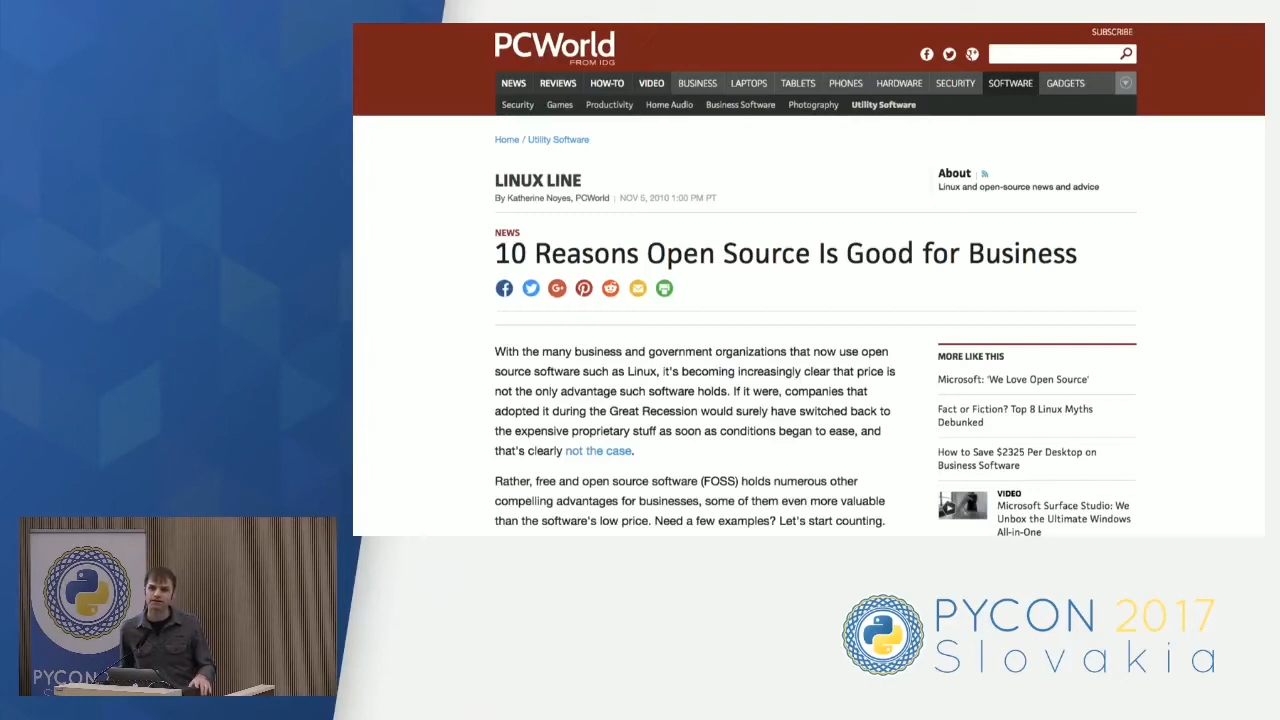 SUBSCRIBE
PCWorld
FROM IDG
NEWS REVIEWS HOW-TO VIDEO BUSINESS LAPTOPS TABLETS PHONES HARDWARE SECURITY SOFTWARE GADGETS
Security Games Productivity Home Audio Business Software Photography Utility Software
Home / Utility Software
LINUX LINE
By Katherine Noyes, PCWorld | NOV 5, 2010 1:00 PM PT
About
Linux and open-source news and advice
NEWS
10 Reasons Open Source Is Good for Business
With the many business and government organizations that now use open
source software such as Linux, it's becoming increasingly clear that price is
not the only advantage such software holds. If it were, companies that
adopted it during the Great Recession would surely have switched back to
the expensive proprietary stuff as soon as conditions began to ease, and
that's clearly not the case.
Rather, free and open source software (FOSS) holds numerous other
compelling advantages for businesses, some of them even more valuable
than the software's low price. Need a few examples? Let's start counting.
MORE LIKE THIS
Microsoft: 'We Love Open Source'
Fact or Fiction? Top 8 Linux Myths
Debunked
How to Save $2325 Per Desktop on
Business Software
VIDEO
Microsoft Surface Studio: We
Unbox the Ultimate Windows
All-in-One
PYCON
PYCON 2017
Slovakia